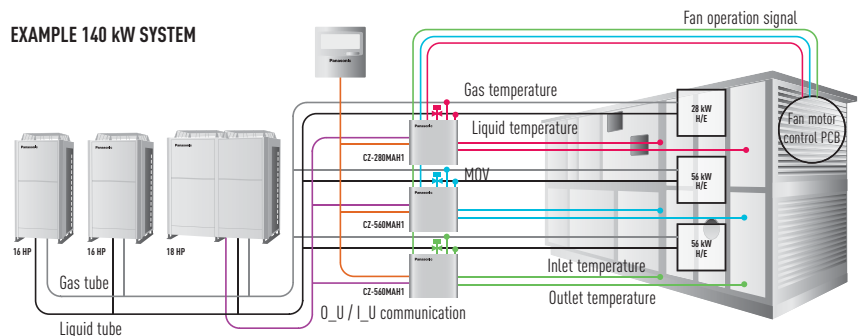 Fan operation signal
EXAMPLE 140 kW SYSTEM
Panasonic
Gas temperature
28 kW
H/E
Fan motor
control PCB
Liquid temperature
Panasonic
Panasonic
Panasonic
Panasonic
CZ-280MAH1
MOV
56 kW
H/E
Panasonic
CZ-560MAH1
56 kW
H/E
16 HP
16 HP
18 HP
Panasonic
Inlet temperature
Gas tube
CZ-560MAH1
Outlet temperature
O_U / I_U communication
Liquid tube